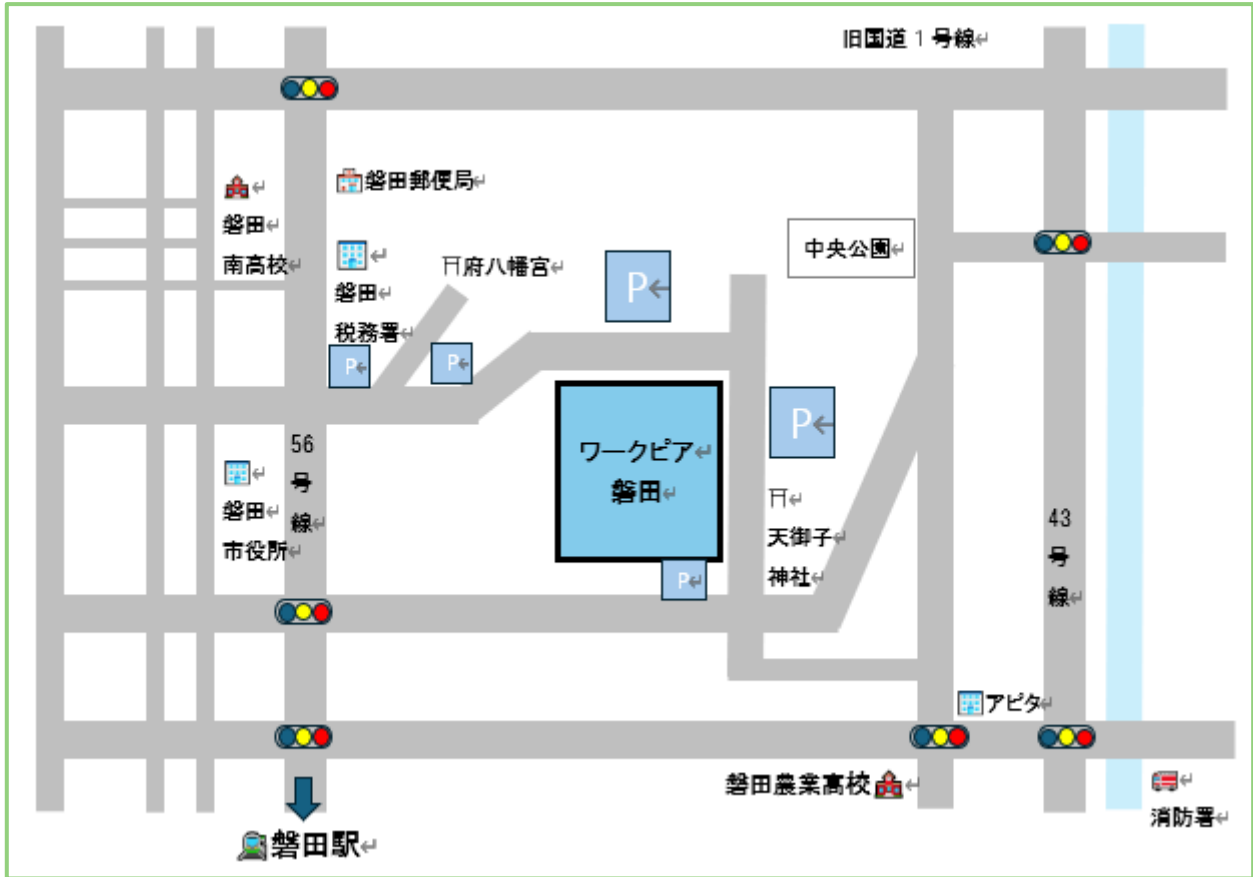 旧国道1号線↵
磐田郵便局↵
↵
磐田↵
南高校↵
↵
磐田↵
税務署↵
⛩府八幡宮↵
P↵
中央公園↵
P↵
P↵
P↵
ワークピア↵
磐田↵
56
号
線↵
↵
磐田↵
市役所↵
⛩↵
天御子↵
神社↵
P↵
43
号
線↵
アピタ↵
磐田農業高校↵
↵
消防署↵
磐田駅↵